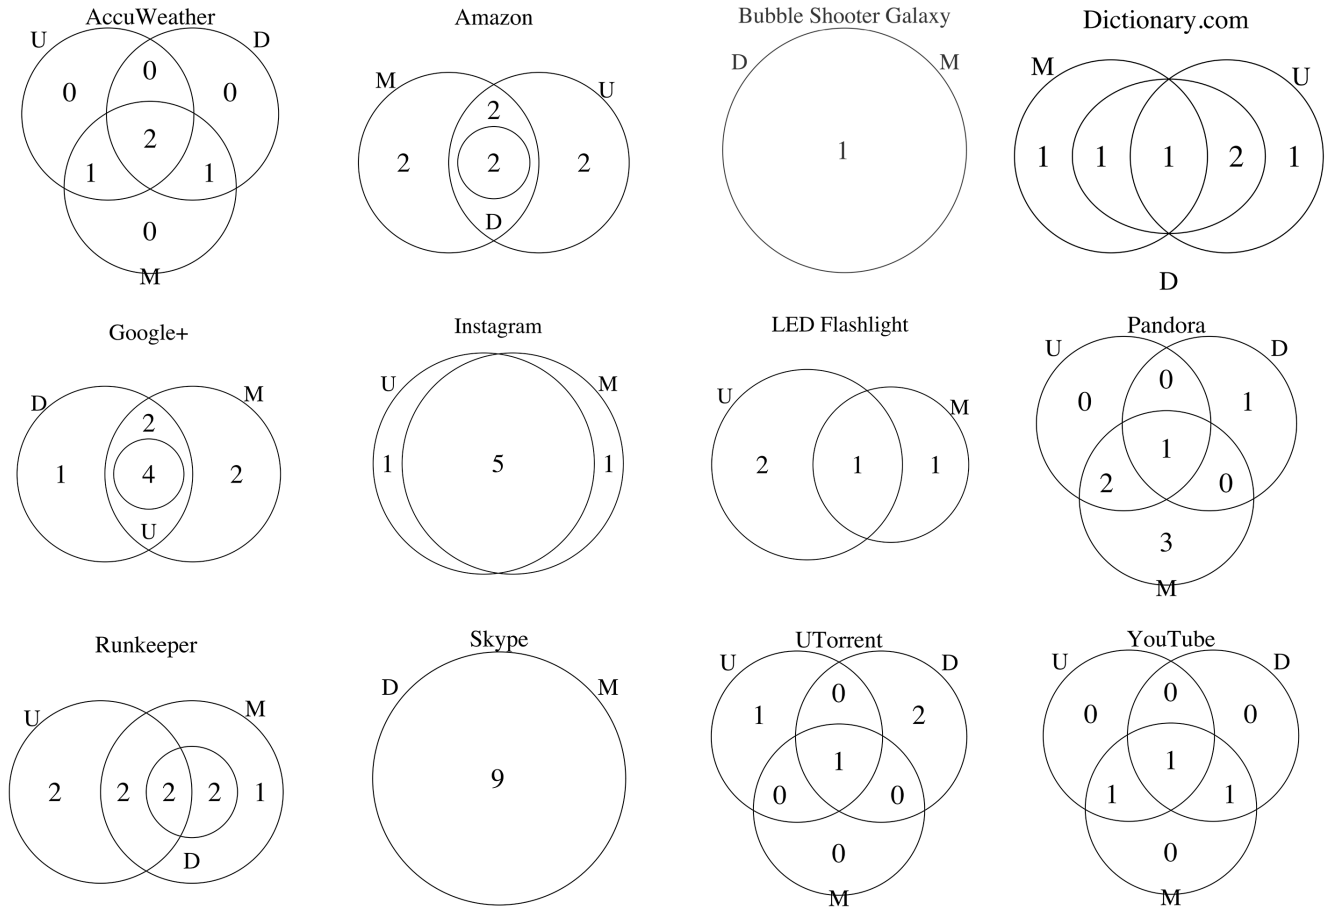 AccuWeather
U
D
0
0
0
2
1
1
0
M
Amazon
M
U
2
2
2
2
D
Bubble Shooter Galaxy
D
M
1
Dictionary.com
M
U
1 1 1 2 1
D
Google+
D
M
2
1 4 2
U
Instagram
U
M
1 5 1
LED Flashlight
U
M
2 1 1
Pandora
U
D
0
0
1
1
2
0
3
M
Runkeeper
U
M
2 2 2 2 1
D
Skype
D
M
9
UTorrent
U
D
0
1
2
1
0
0
0
M
YouTube
U
D
0
0
0
1
1
1
0
M